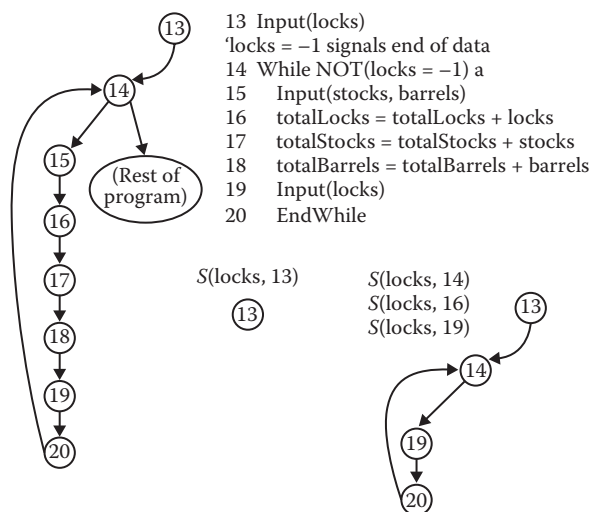 13
13 Input(locks)
‘locks = −1 signals end of data
14
14 While NOT(locks = −1) a
15 Input(stocks, barrels)
16 totalLocks = totalLocks + locks
17 totalStocks = totalStocks + stocks
18 totalBarrels = totalBarrels + barrels
19 Input(locks)
20 EndWhile
15
(Rest of
program)
16
17
18
19
20
S(locks, 13)
13
S(locks, 14)
S(locks, 16)
S(locks, 19)
13
14
19
20